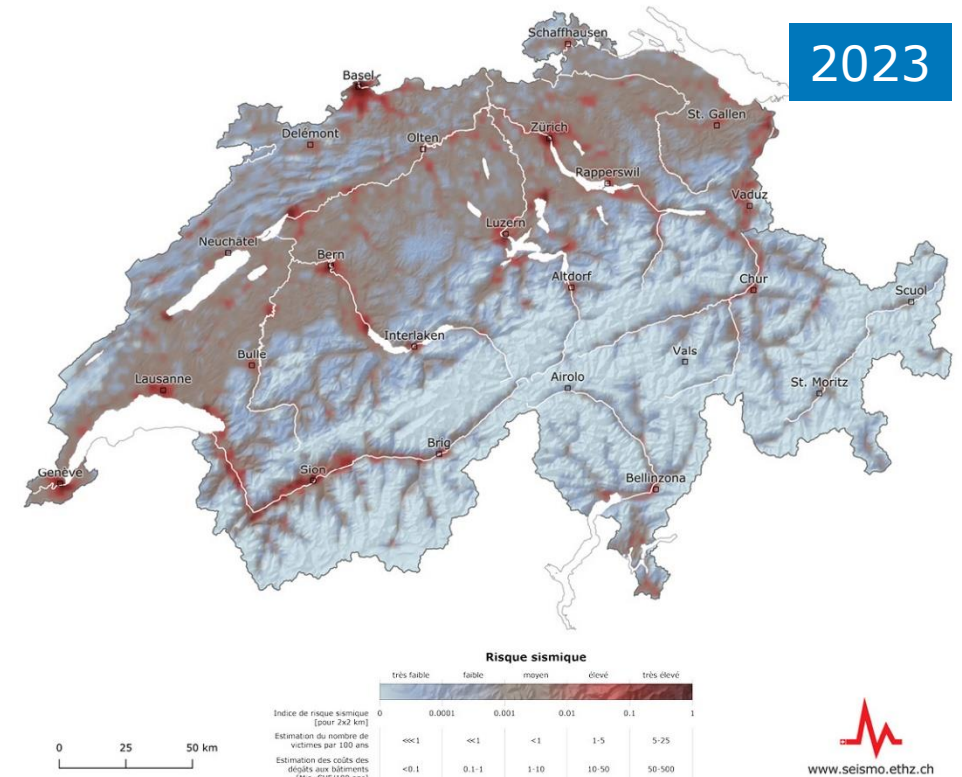 2023
Schaffhausen
Basel
St. Gallen
Zürich
Delémont
Olten
Rapperswil
Vaduz
Luzern
Neuchâtel
Bern
Altdorf
Chur
Scuol
Interlaken
Bulle
Vals
Airolo
Lausanne
St. Moritz
Brig
Genève
Sion
Bellinzona
Risque sismique
très faible faible moyen élevé très élevé
Indice de risque sismique 0 0.0001 0.001 0.01 0.1 1
[pour 2x2 km]
Estimation du nombre de
victimes par 100 ans <<<1 <<1 <1 1-5 5-25
Estimation des coûts des
dégâts aux bâtiments <0.1 0.1-1 1-10 10-50 50-500
0 25 50 km
www.seismo.ethz.ch